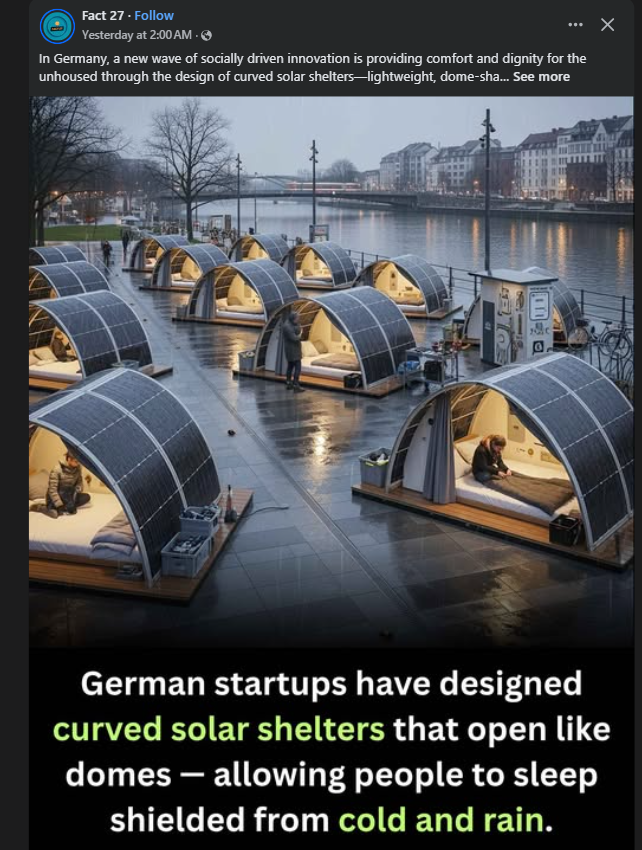 Fact 27 · Follow
Yesterday at 2:00 AM ·
In Germany, a new wave of socially driven innovation is providing comfort and dignity for the
unhoused through the design of curved solar shelters—lightweight, dome-sha... See more
German startups have designed
curved solar shelters that open like
domes — allowing people to sleep
shielded from cold and rain.